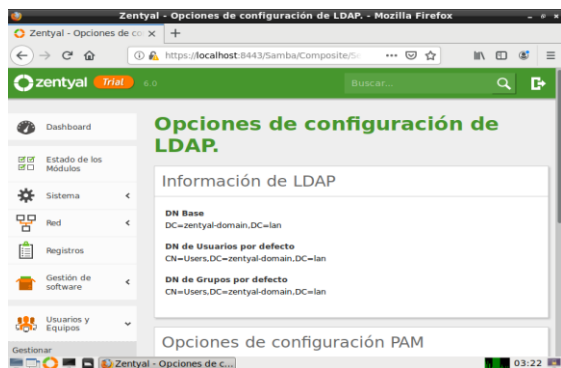 Zentyal - Opciones de configuración de LDAP. - Mozilla Firefox
Zentyal - Opciones de co
https://localhost:8443/Samba/Composite/Se
zentyal Trial 6.0
Buscar...
Dashboard
Estado de los
Módulos
Sistema
Red
Registros
Gestión de
software
Usuarios y
Equipos
Gestionar
Opciones de configuración de
LDAP.
Información de LDAP
DN Base
DC=zentyal-domain,DC=lan
DN de Usuarios por defecto
CN=Users,DC=zentyal-domain,DC=lan
DN de Grupos por defecto
CN=Users,DC=zentyal-domain,DC=lan
Opciones de configuración PAM
Zentyal - Opciones de c...
03:22